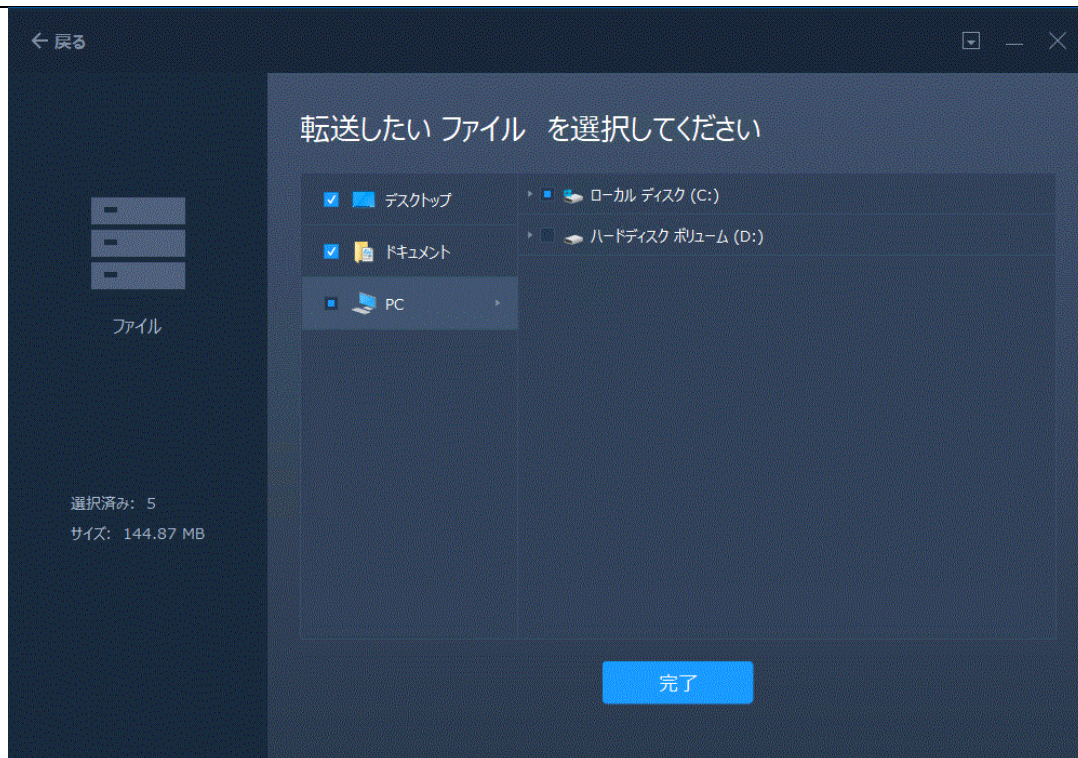 戻る
転送したい ファイル を選択してください
デスクトップ
ドキュメント
PC
ローカル ディスク (C:)
ハードディスク ボリューム (D:)
ファイル
選択済み: 5
サイズ: 144.87 MB
完了